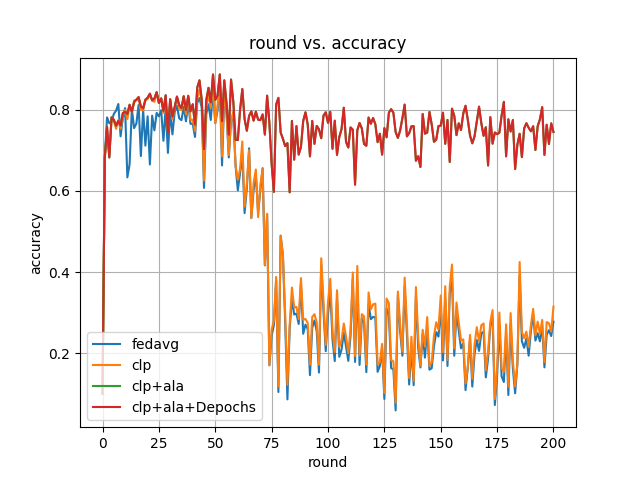 round vs. accuracy
accuracy
0.8
0.6
0.4
0.2
fedavg
clp
clp+ala
clp+ala+Depochs
0 25 50 75 100 125 150 175 200
round